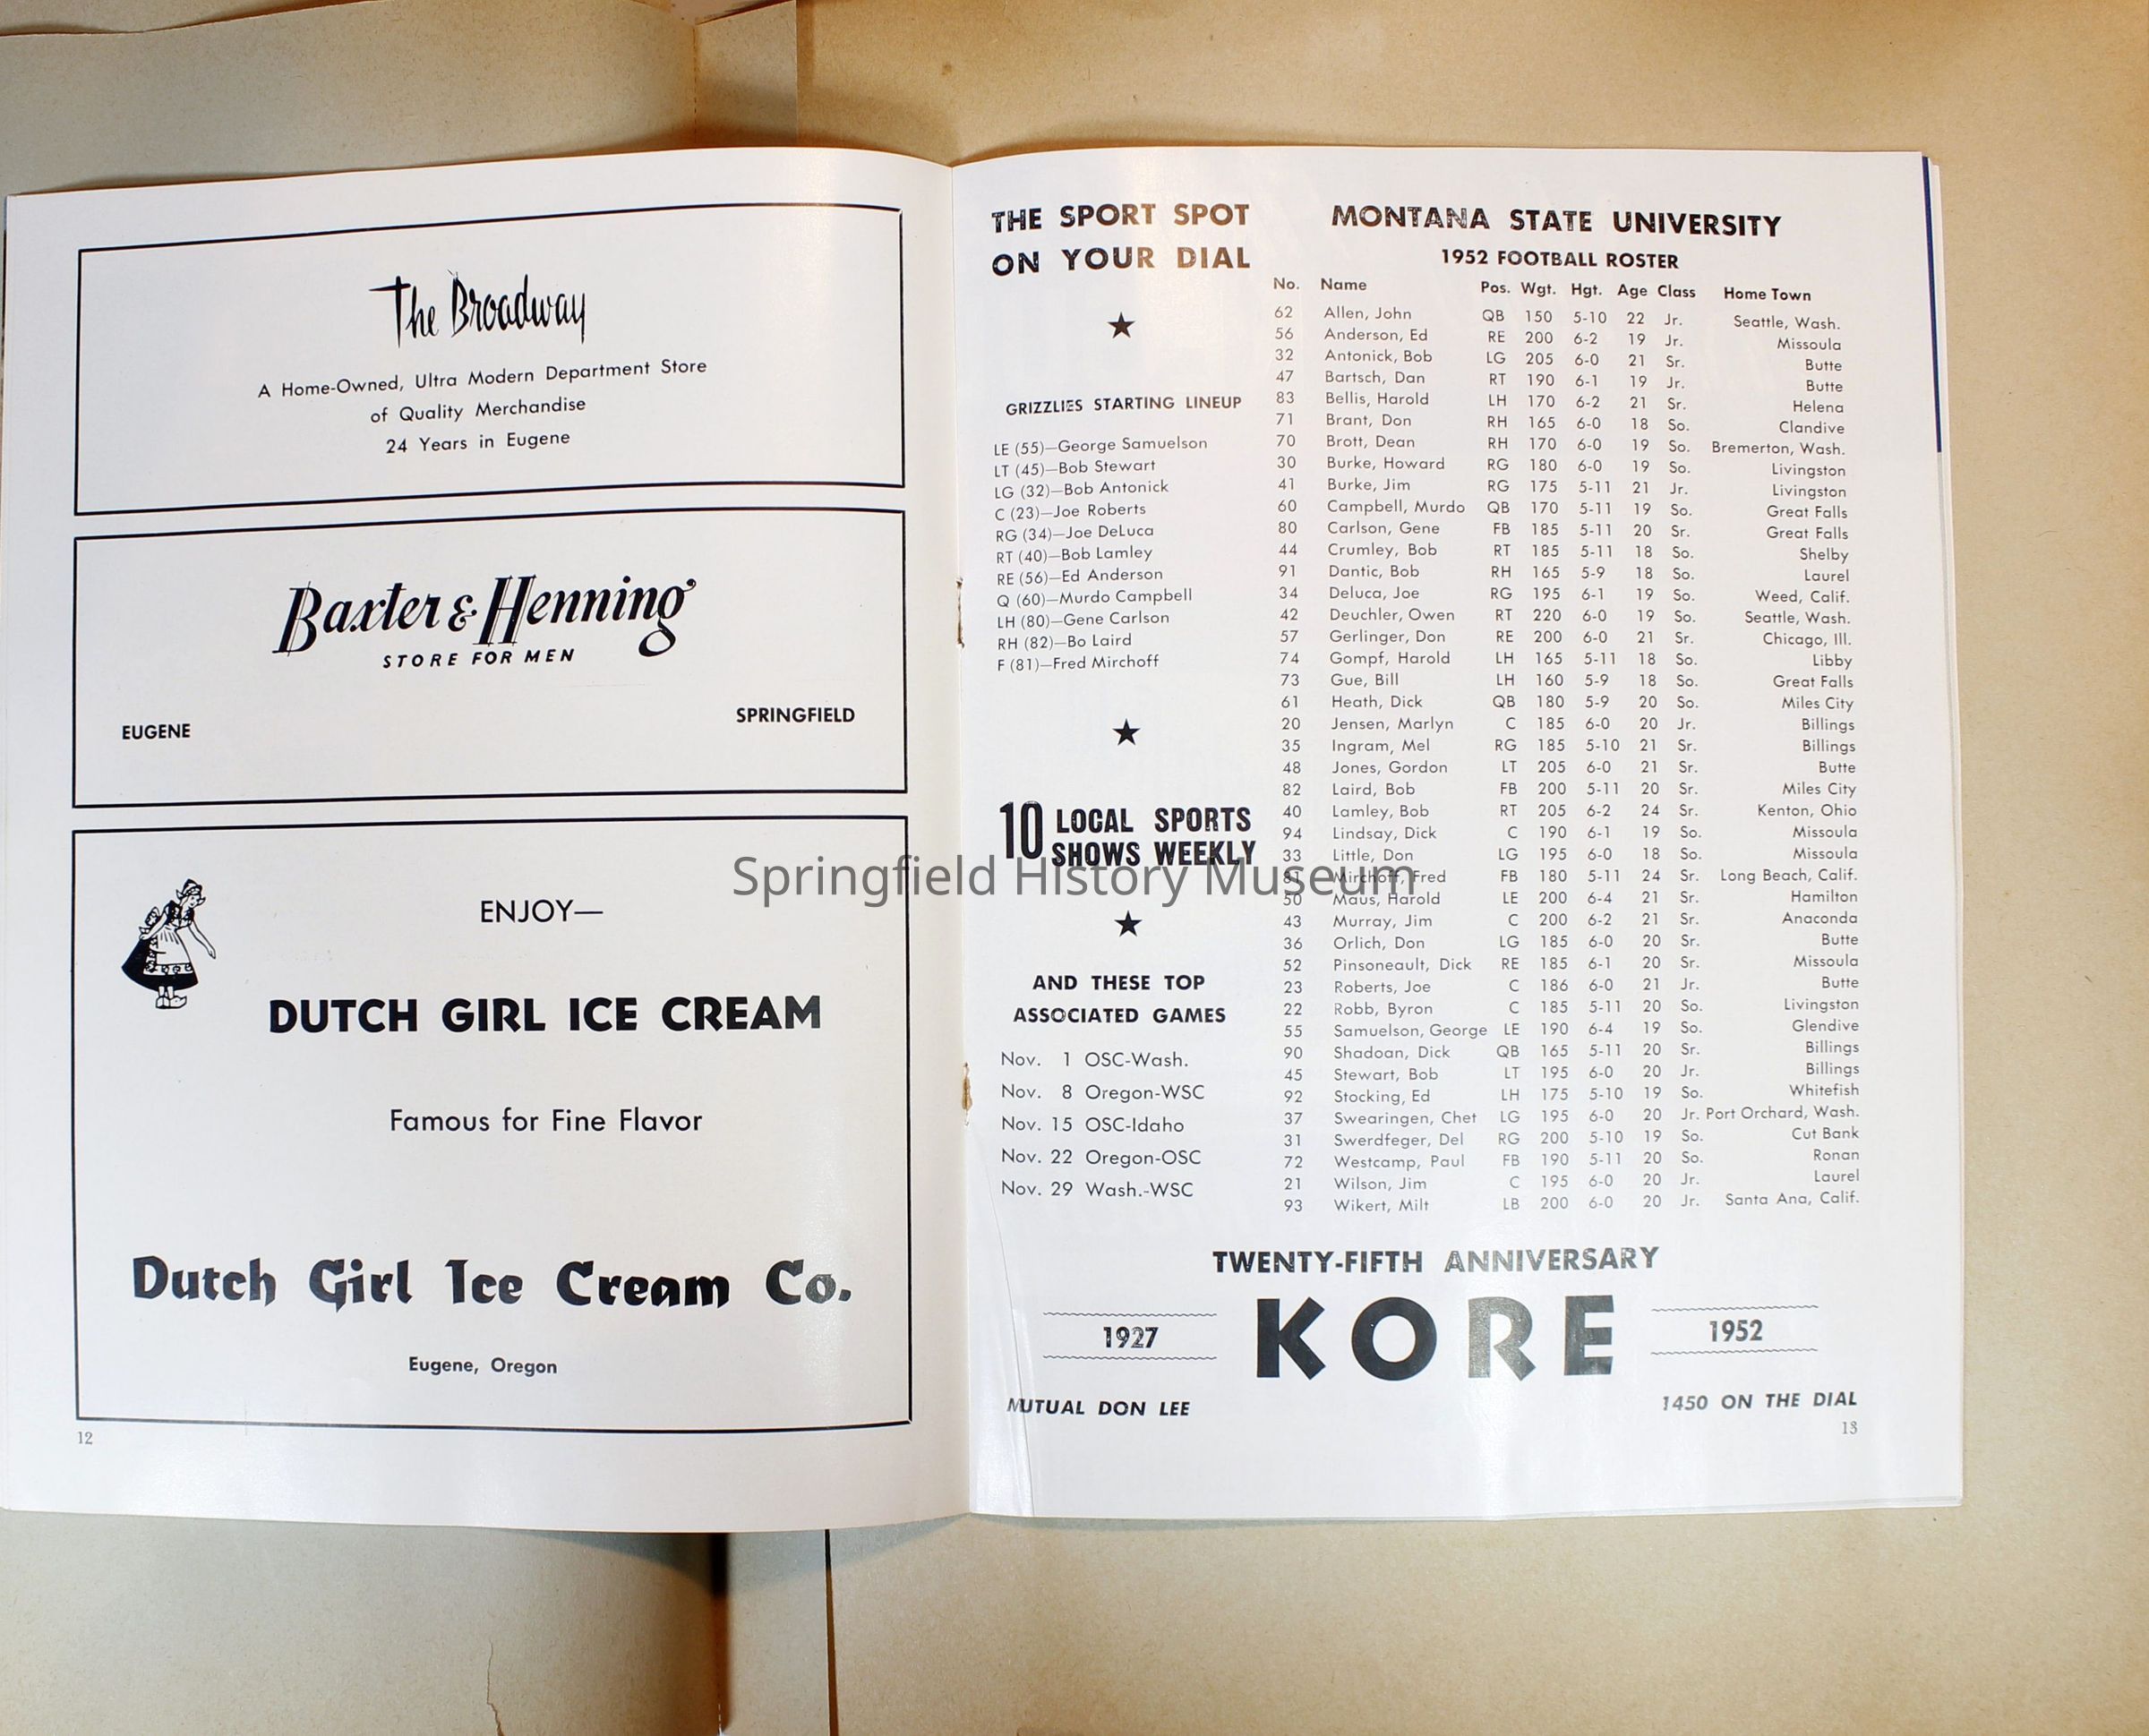 The Broadway
A Home-Owned, Ultra Modern Department Store
of Quality Merchandise
24 Years in Eugene
Baxter & Henning
STORE FOR MEN
EUGENE
SPRINGFIELD
ENJOY—
DUTCH GIRL ICE CREAM
Famous for Fine Flavor
Dutch Girl Ice Cream Co.
Eugene, Oregon
12
THE SPORT SPOT
ON YOUR DIAL
★
GRIZZLIES STARTING LINEUP
LE (55)—George Samuelson
LT (45)—Bob Stewart
LG (32)—Bob Antonick
C (23)—Joe Roberts
RG (34)—Joe DeLuca
RT (40)—Bob Lamley
RE (56)—Ed Anderson
Q (60)—Murdo Campbell
LH (80)—Gene Carlson
RH (82)—Bo Laird
F (81)—Fred Mirchoff
★
10 LOCAL SPORTS
SHOWS WEEKLY
★
AND THESE TOP
ASSOCIATED GAMES
Nov. 1 OSC-Wash.
Nov. 8 Oregon-WSC
Nov. 15 OSC-Idaho
Nov. 22 Oregon-OSC
Nov. 29 Wash.-WSC
MONTANA STATE UNIVERSITY
1952 FOOTBALL ROSTER
No. Name Pos. Wgt. Hgt. Age Class Home Town
62 Allen, John QB 150 5-10 22 Jr. Seattle, Wash.
56 Anderson, Ed RE 200 6-2 19 Jr. Missoula
32 Antonick, Bob LG 205 6-0 21 Sr. Butte
47 Bartsch, Dan RT 190 6-1 19 Jr. Butte
83 Bellis, Harold LH 170 6-2 21 Sr. Helena
71 Brant, Don RH 165 6-0 18 So. Clandive
70 Brott, Dean RH 170 6-0 19 So. Bremerton, Wash.
30 Burke, Howard RG 180 6-0 19 So. Livingston
41 Burke, Jim RG 175 5-11 21 Jr. Livingston
60 Campbell, Murdo QB 170 5-11 19 So. Great Falls
80 Carlson, Gene FB 185 5-11 20 Sr. Great Falls
44 Crumley, Bob RT 185 5-11 18 So. Shelby
91 Dantic, Bob RH 165 5-9 18 So. Laurel
34 Deluca, Joe RG 195 6-1 19 So. Weed, Calif.
42 Deuchler, Owen RT 220 6-0 19 So. Seattle, Wash.
57 Gerlinger, Don RE 200 6-0 21 Sr. Chicago, Ill.
74 Gompf, Harold LH 165 5-11 18 So. Libby
73 Gue, Bill LH 160 5-9 18 So. Great Falls
61 Heath, Dick QB 180 5-9 20 So. Miles City
20 Jensen, Marlyn C 185 6-0 20 Jr. Billings
35 Ingram, Mel RG 185 5-10 21 Sr. Billings
48 Jones, Gordon LT 205 6-0 21 Sr. Butte
82 Laird, Bob FB 200 5-11 20 Sr. Miles City
40 Lamley, Bob RT 205 6-2 24 Sr. Kenton, Ohio
94 Lindsay, Dick C 190 6-1 19 So. Missoula
33 Little, Don LG 195 6-0 18 So. Missoula
81 Mirchoff, Fred FB 180 5-11 24 Sr. Long Beach, Calif.
50 Maus, Harold LE 200 6-4 21 Sr. Hamilton
43 Murray, Jim C 200 6-2 21 Sr. Anaconda
36 Orlich, Don LG 185 6-0 20 Sr. Butte
52 Pinsoneault, Dick RE 185 6-1 20 Sr. Missoula
23 Roberts, Joe C 186 6-0 21 Jr. Butte
22 Robb, Byron C 185 5-11 20 So. Livingston
55 Samuelson, George LE 190 6-4 19 So. Glendive
90 Shadoan, Dick QB 165 5-11 20 Sr. Billings
45 Stewart, Bob LT 195 6-0 20 Jr. Billings
92 Stocking, Ed LH 175 5-10 19 So. Whitefish
37 Swearingen, Chet LG 195 6-0 20 Jr. Port Orchard, Wash.
31 Swerdfeger, Del RG 200 5-10 19 So. Cut Bank
72 Westcamp, Paul FB 190 5-11 20 So. Ronan
21 Wilson, Jim C 195 6-0 20 Jr. Laurel
93 Wikert, Milt LB 200 6-0 20 Jr. Santa Ana, Calif.
TWENTY-FIFTH ANNIVERSARY
1927 KORE 1952
MUTUAL DON LEE
1450 ON THE DIAL
13
Springfield History Museum